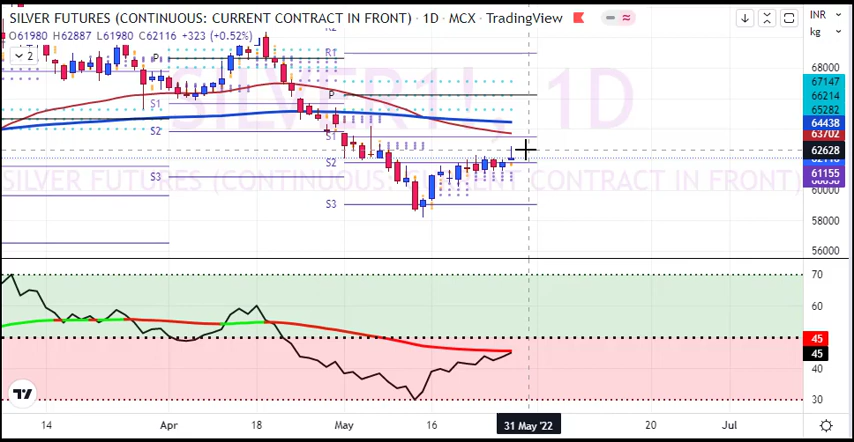 SILVER FUTURES (CONTINUOUS: CURRENT CONTRACT IN FRONT) · 1D · MCX · TradingView
INR
kg
O61980 H62887 L61980 C62116 +323 (+0.52%)
2
P
S1
S2
S3
R1
P
S1
S2
S3
SILVER1!, 1D
SILVER FUTURES (CONTINUOUS: CURRENT CONTRACT IN FRONT)
68000
67147
66214
65282
64438
63702
62628
61155
58000
56000
70
60
45
45
40
30
14
Apr
18
May
16
31 May '22
20
Jul